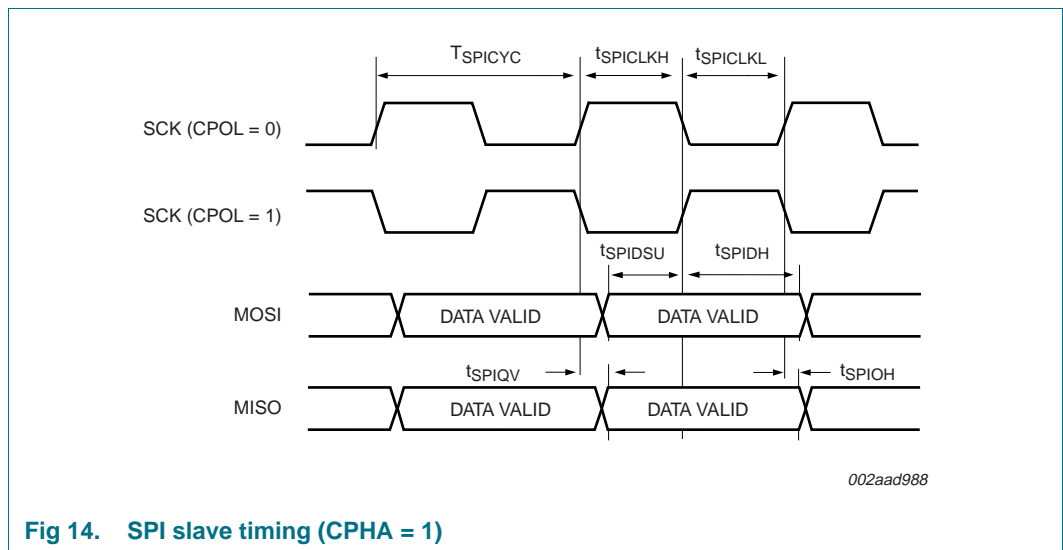 TSPICYC tSPICLKH tSPICLKL
SCK (CPOL = 0)
SCK (CPOL = 1)
tSPIDSU tSPIDH
MOSI DATA VALID DATA VALID
tSPIQV tSPIOH
MISO DATA VALID DATA VALID
002aad988
Fig 14. SPI slave timing (CPHA = 1)